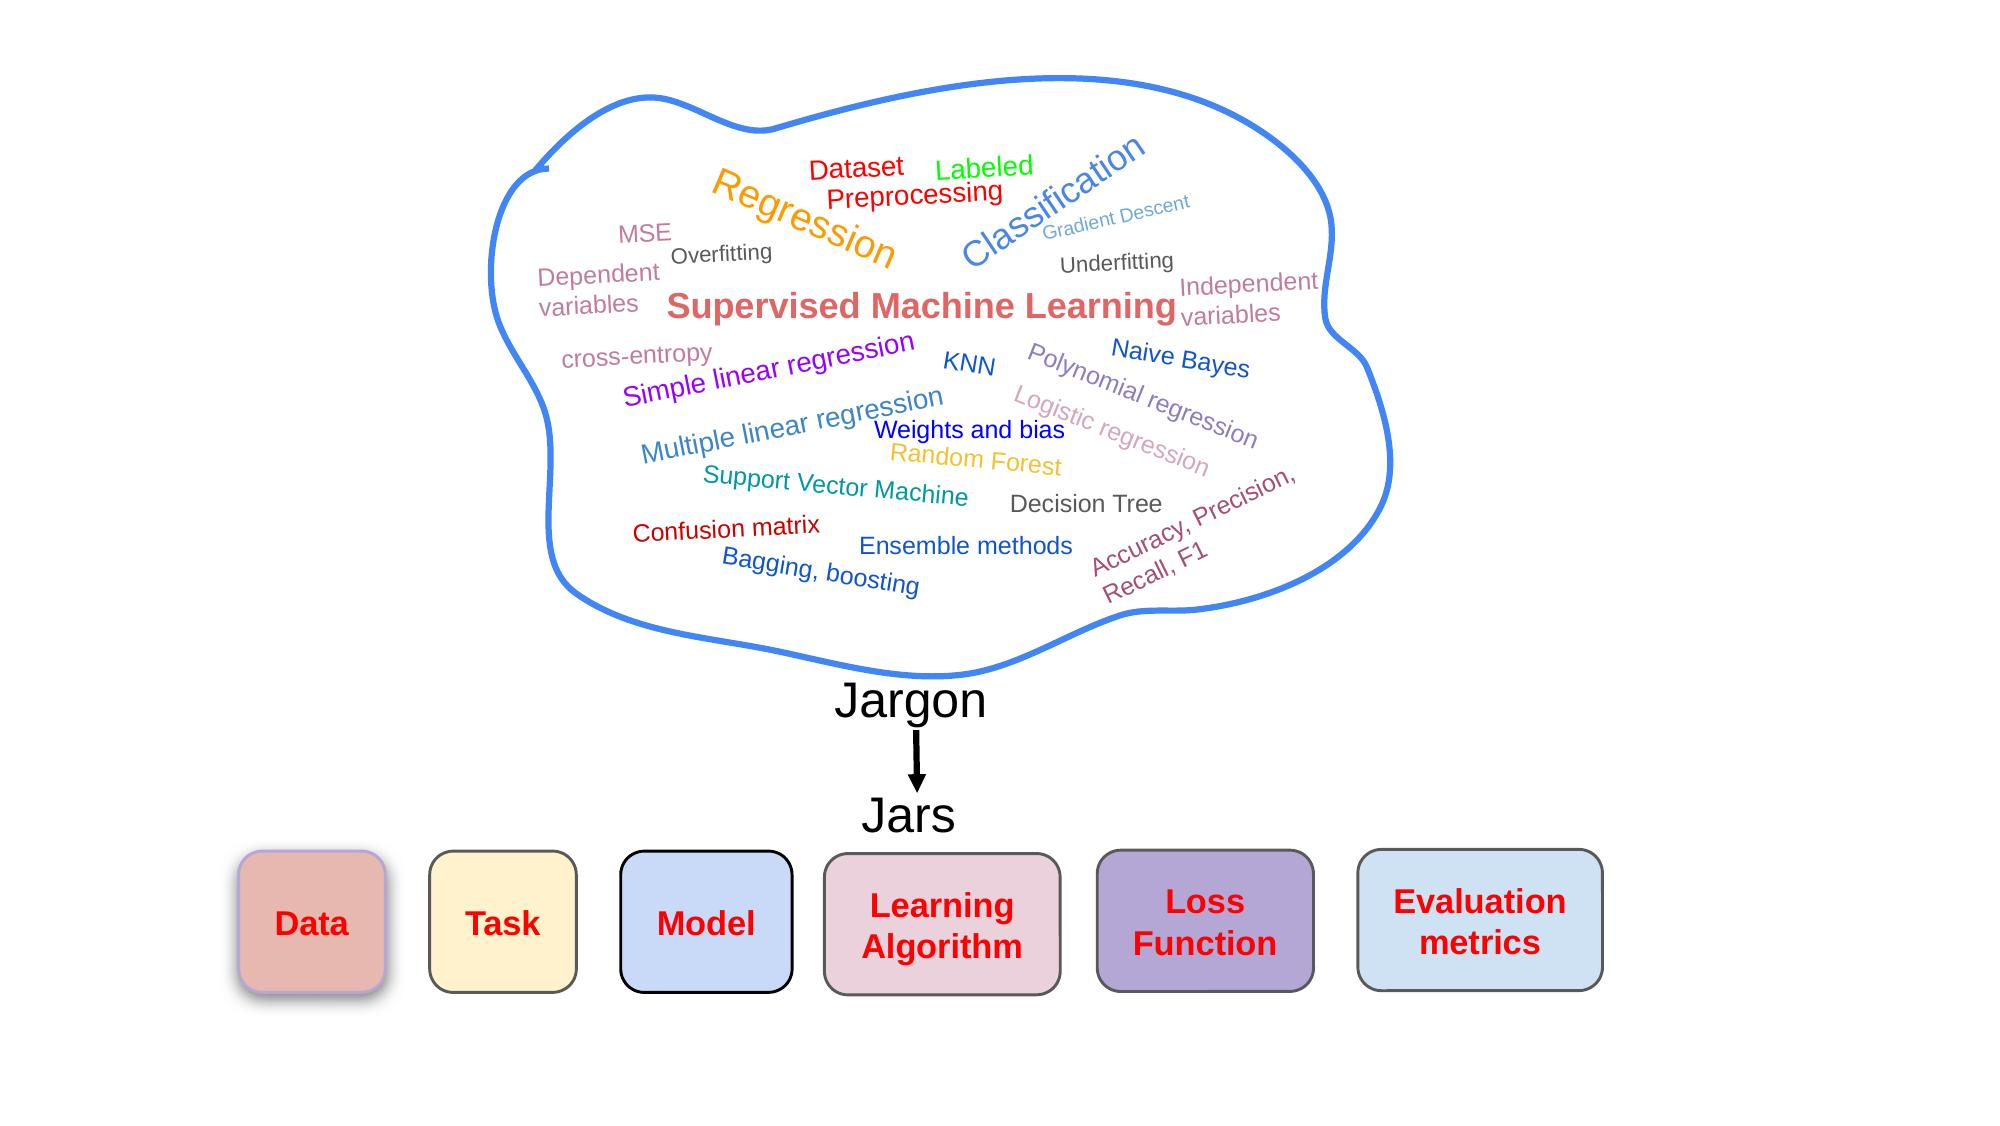 Dataset
Labeled
Preprocessing
Regression
Classification
Gradient Descent
MSE
Overfitting
Underfitting
Dependent
variables
Supervised Machine Learning
Independent
variables
cross-entropy
Simple linear regression
KNN
Polynomial regression
Naive Bayes
Multiple linear regression
Logistic regression
Weights and bias
Random Forest
Support Vector Machine
Decision Tree
Accuracy, Precision,
Recall, F1
Confusion matrix
Ensemble methods
Bagging, boosting
Jargon
Jars
Data
Task
Model
Learning
Algorithm
Loss
Function
Evaluation
metrics